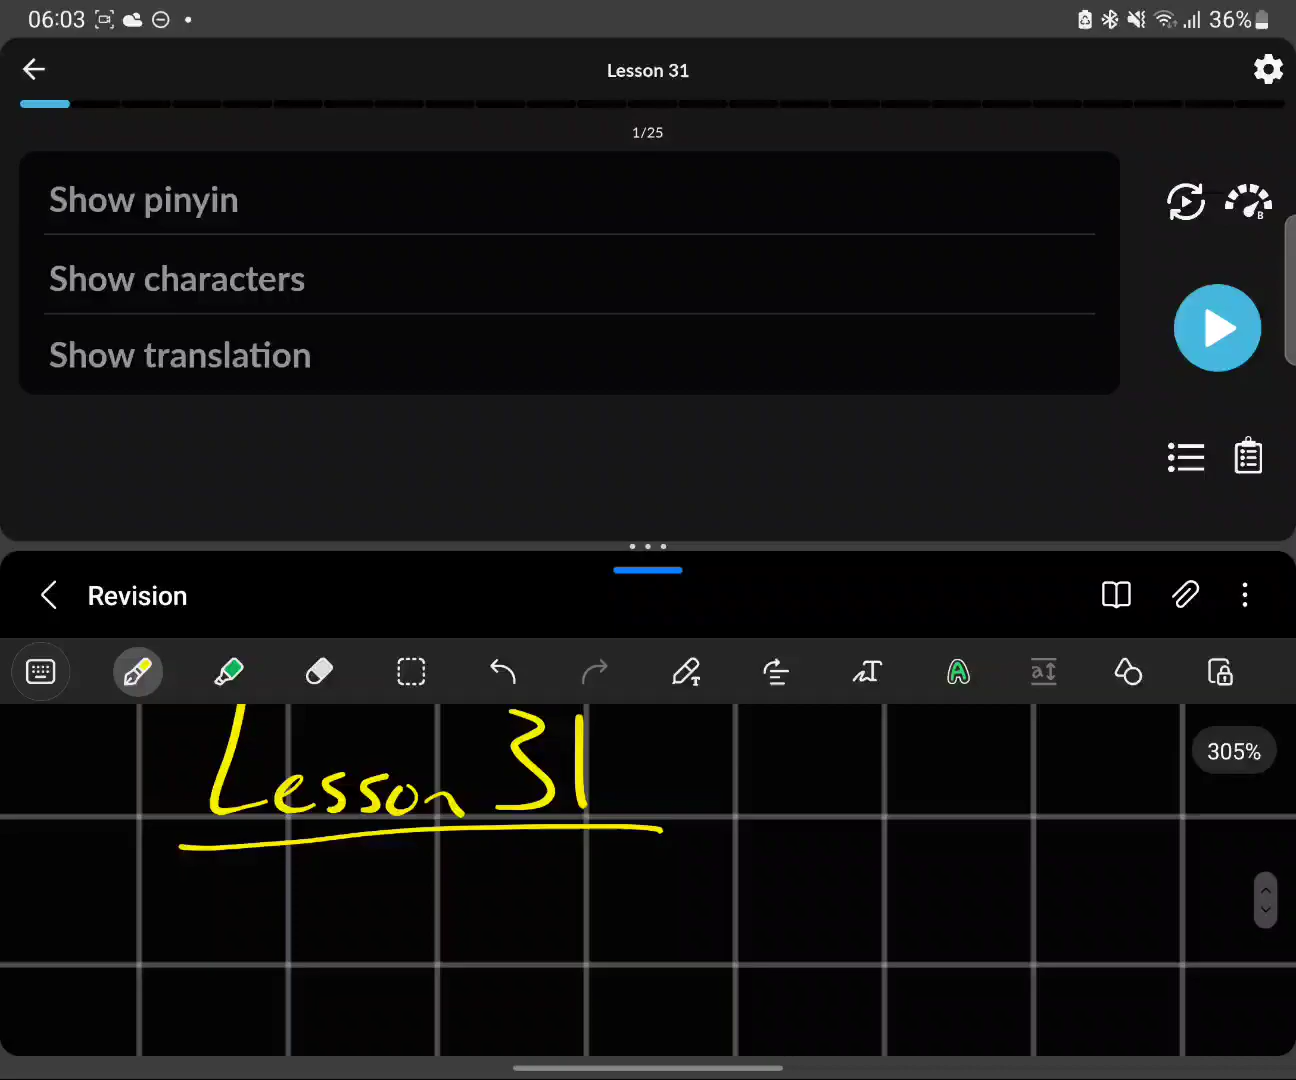 06:03 36%
Lesson 31
1/25
Show pinyin
Show characters
Show translation
B
Revision
T T A a
305%
Lesson 31